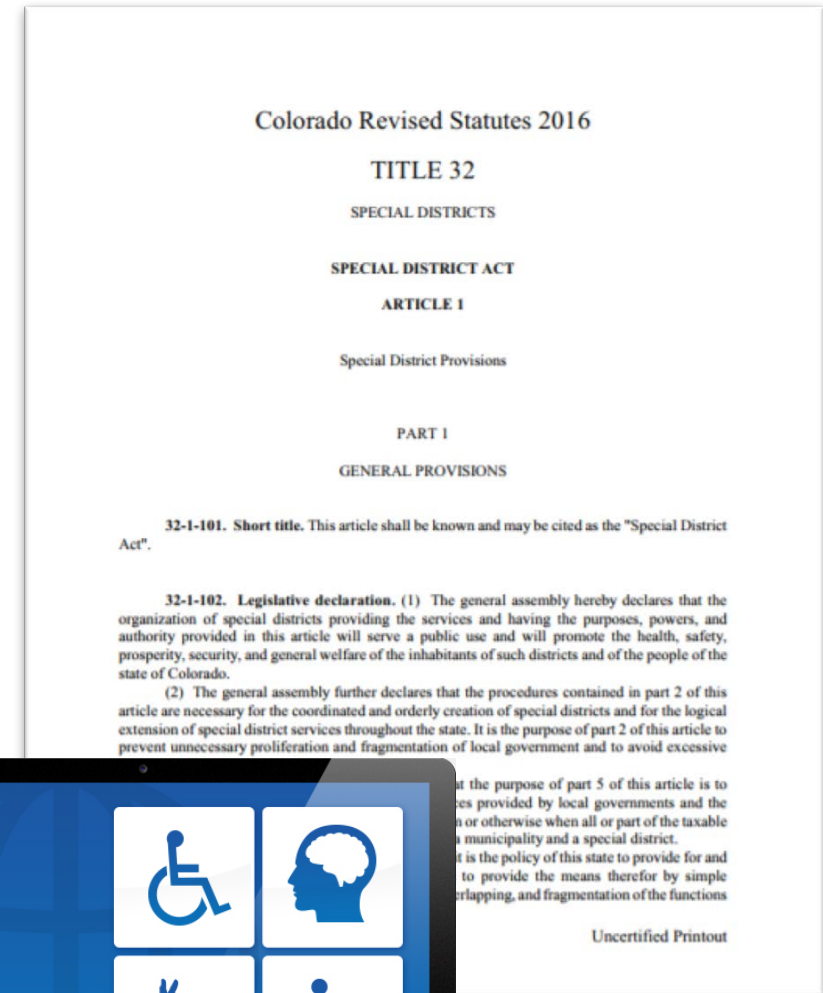 Colorado Revised Statutes 2016
TITLE 32
SPECIAL DISTRICTS
SPECIAL DISTRICT ACT
ARTICLE 1
Special District Provisions
PART 1
GENERAL PROVISIONS
32-1-101. Short title. This article shall be known and may be cited as the "Special District
Act".
32-1-102. Legislative declaration. (1) The general assembly hereby declares that the
organization of special districts providing the services and having the purposes, powers, and
authority provided in this article will serve a public use and will promote the health, safety,
prosperity, security, and general welfare of the inhabitants of such districts and of the people of the
state of Colorado.
(2) The general assembly further declares that the procedures contained in part 2 of this
article are necessary for the coordinated and orderly creation of special districts and for the logical
extension of special district services throughout the state. It is the purpose of part 2 of this article to
prevent unnecessary proliferation and fragmentation of local government and to avoid excessive
the purpose of part 5 of this article is to
provided by local governments and the
or otherwise when all or part of the taxable
municipality and a special district.
is the policy of this state to provide for and
to provide the means therefor by simple
and fragmentation of the functions
Uncertified Printout